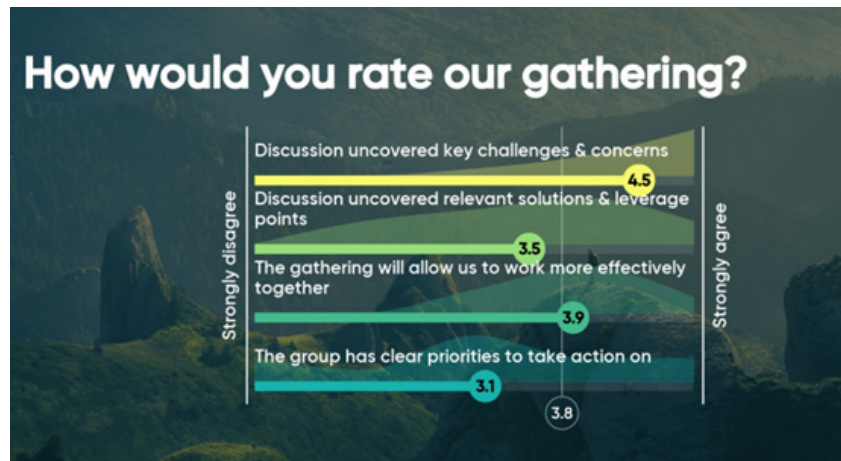 How would you rate our gathering?
Discussion uncovered key challenges & concerns
4.5
Discussion uncovered relevant solutions & leverage
points
3.5
The gathering will allow us to work more effectively
together
3.9
The group has clear priorities to take action on
3.1
3.8
Strongly disagree
Strongly agree